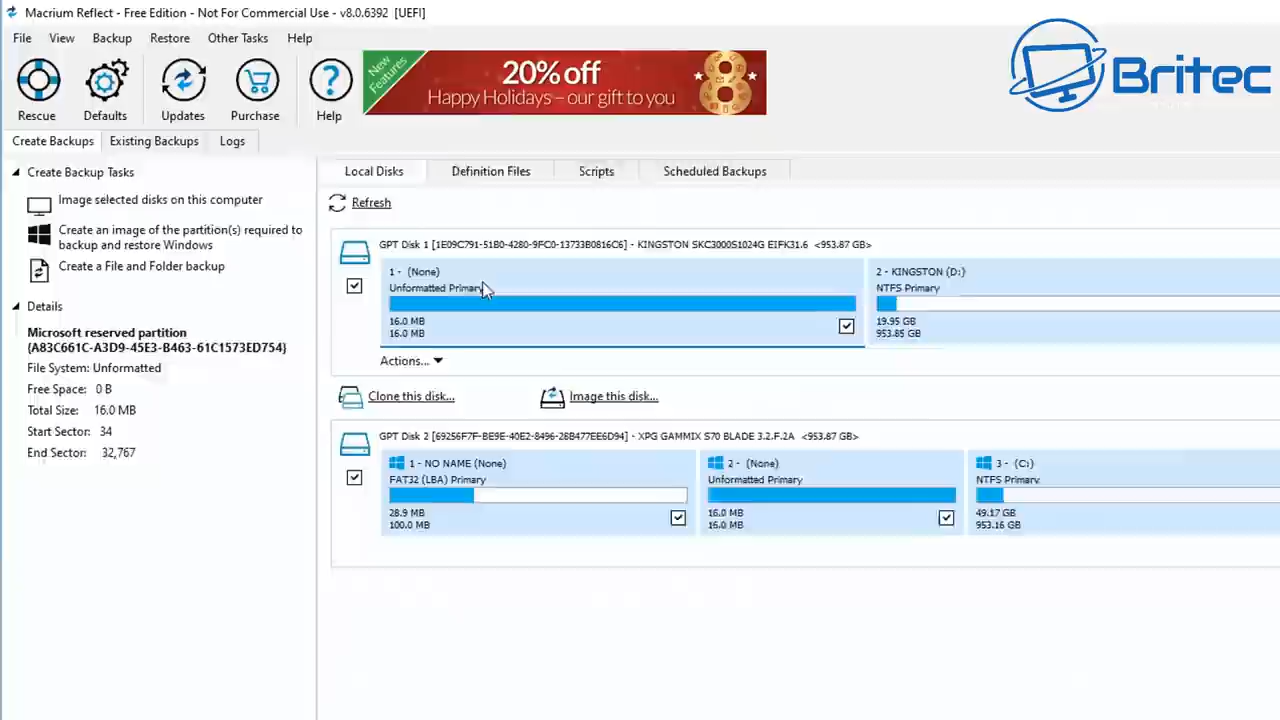 Macrium Reflect - Free Edition - Not For Commercial Use - v8.0.6392 [UEFI]
File View Backup Restore Other Tasks Help
Rescue Defaults Updates Purchase Help
New Features
20% off
Happy Holidays – our gift to you
8
Britec
Create Backups Existing Backups Logs
Create Backup Tasks
Image selected disks on this computer
Create an image of the partition(s) required to
backup and restore Windows
Create a File and Folder backup
Details
Microsoft reserved partition
{A83C661C-A3D9-45E3-B463-61C1573ED754}
File System: Unformatted
Free Space: 0 B
Total Size: 16.0 MB
Start Sector: 34
End Sector: 32,767
Local Disks Definition Files Scripts Scheduled Backups
Refresh
GPT Disk 1 [1E09C791-51B0-4280-9FC0-13733B0816C6] - KINGSTON SKC3000S1024G EIFK31.6 <953.87 GB>
1 - (None)
Unformatted Primary
16.0 MB
16.0 MB
2 - KINGSTON (D:)
NTFS Primary
19.95 GB
953.85 GB
Actions...
Clone this disk... Image this disk...
GPT Disk 2 [69256F7F-BE9E-40E2-8496-28B477EE6D94] - XPG GAMMIX S70 BLADE 3.2.F.2A <953.87 GB>
1 - NO NAME (None)
FAT32 (LBA) Primary
28.9 MB
100.0 MB
2 - (None)
Unformatted Primary
16.0 MB
16.0 MB
3 - (C:)
NTFS Primary
49.17 GB
953.16 GB